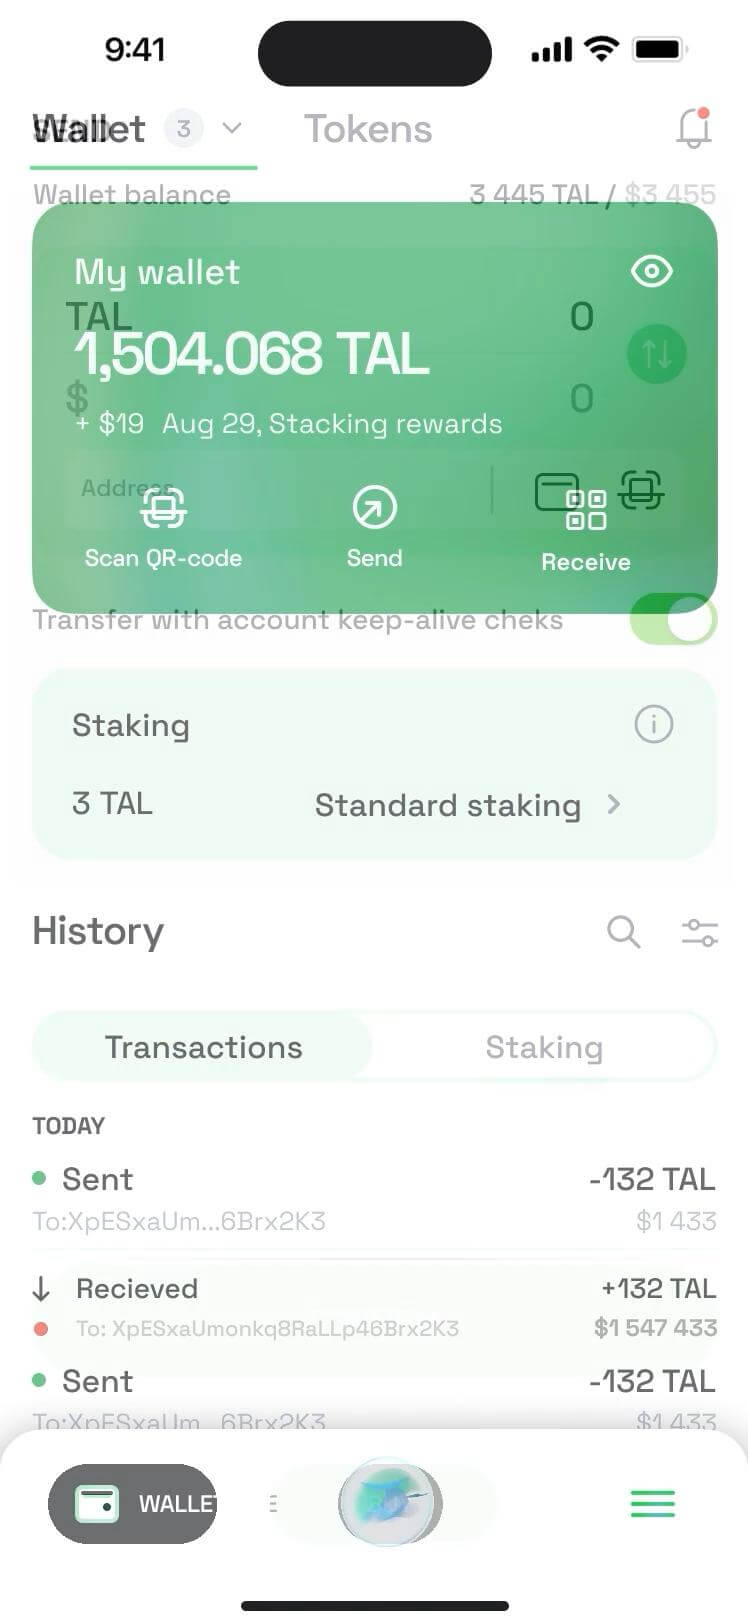 9:41
Wallet 3 Tokens
Wallet balance 3 445 TAL / $3 455
My wallet
TAL 0
1,504.068 TAL
$ 0
+ $19 Aug 29, Stacking rewards
Address
Scan QR-code Send Receive
Transfer with account keep-alive cheks
Staking
3 TAL Standard staking
History
Transactions Staking
TODAY
Sent -132 TAL
To:XpESxaUm...6Brx2K3 $1 433
Recieved +132 TAL
To: XpESxaUmonkq8RaLLp46Brx2K3 $1 547 433
Sent -132 TAL
To:XpESxaUm...6Brx2K3 $1 433
WALLET